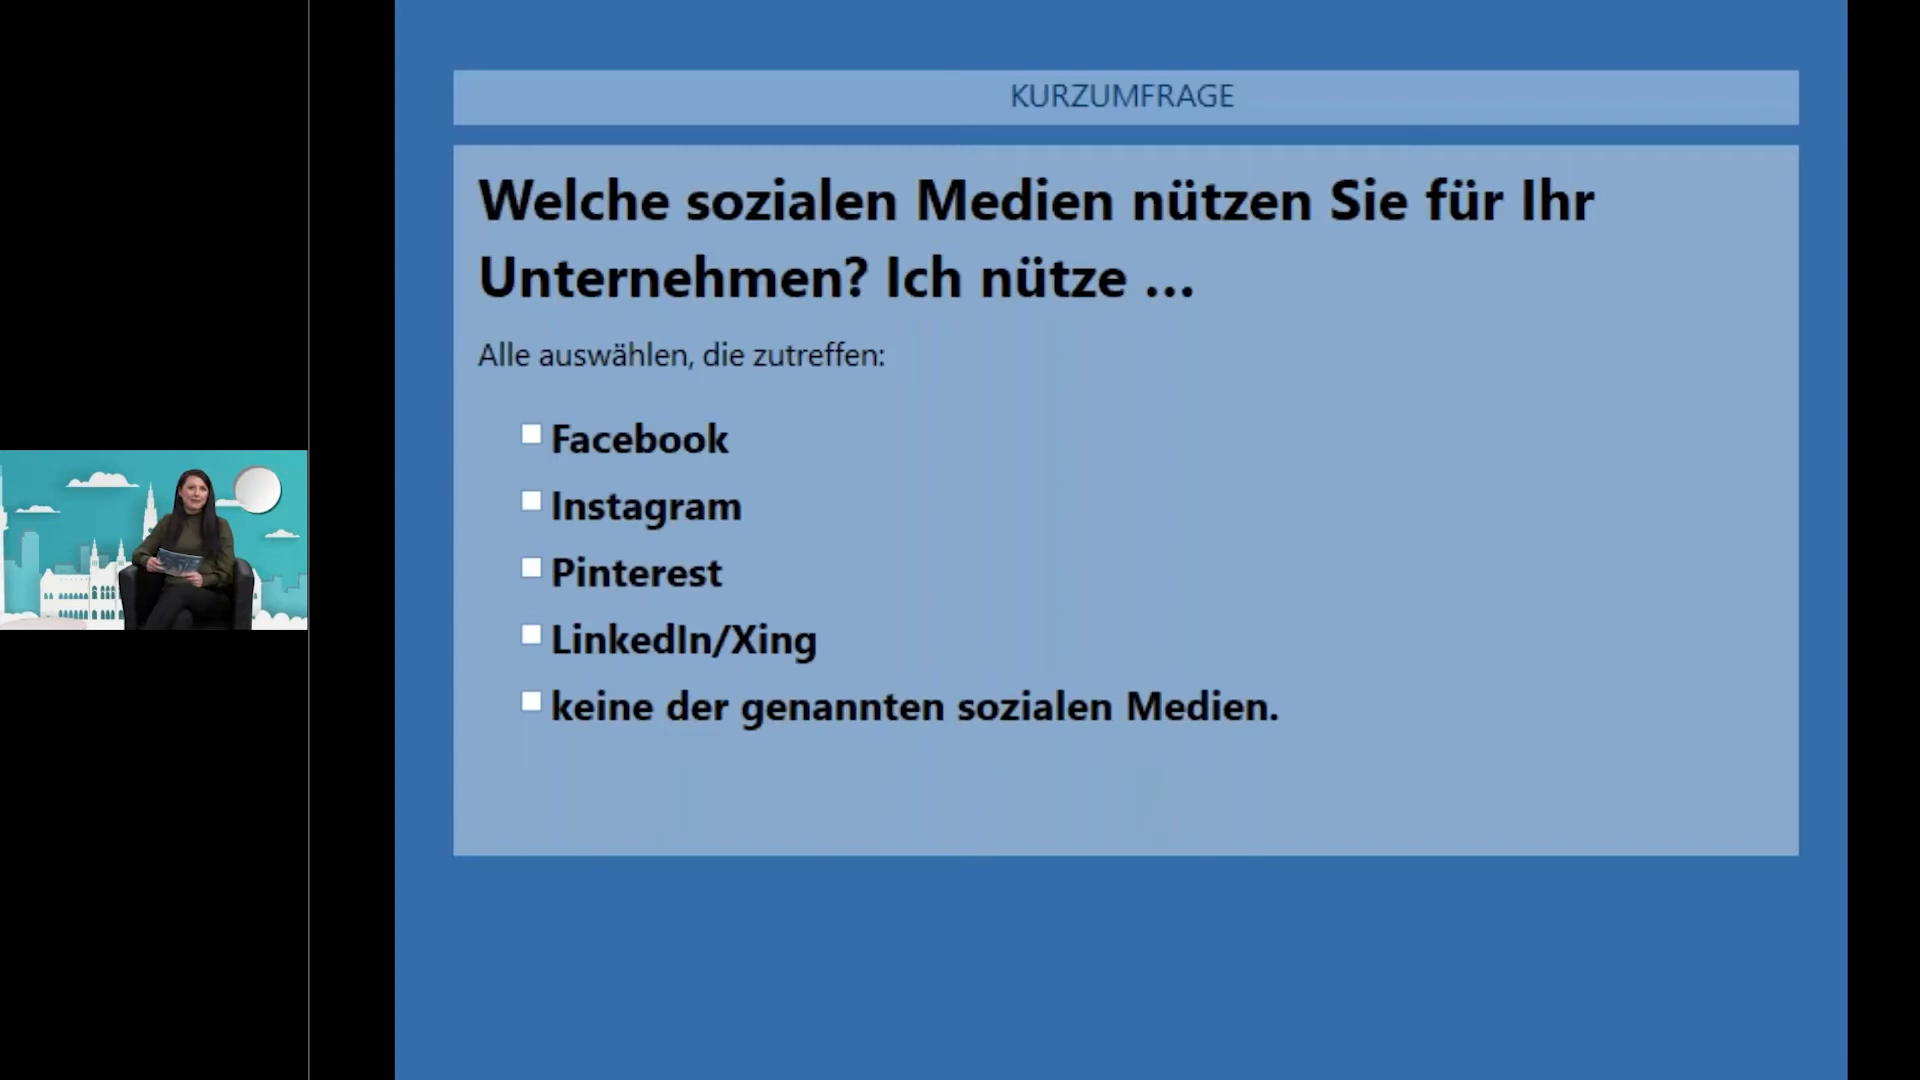 KURZUMFRAGE
Welche sozialen Medien nützen Sie für Ihr
Unternehmen? Ich nütze ...
Alle auswählen, die zutreffen:
Facebook
Instagram
Pinterest
LinkedIn/Xing
keine der genannten sozialen Medien.